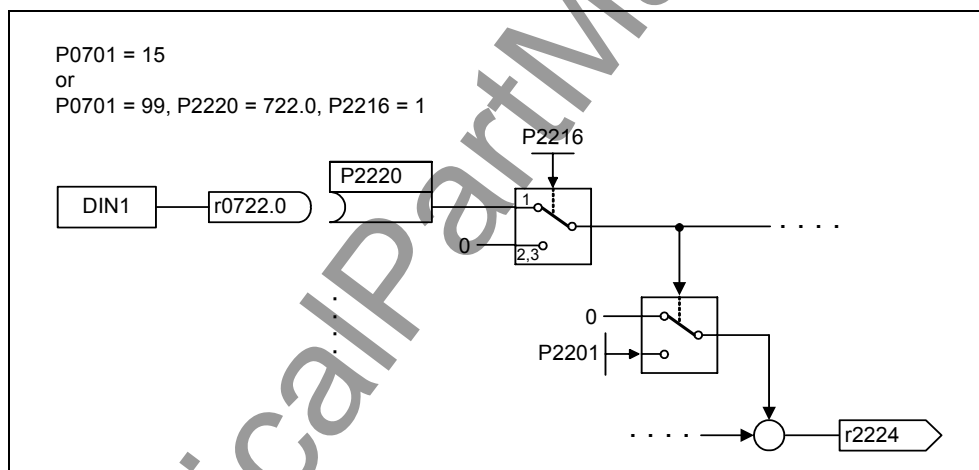 P0701 = 15
or
P0701 = 99, P2220 = 722.0, P2216 = 1
P2216
P2220
DIN1
r0722.0
1
0
2,3
0
P2201
r2224